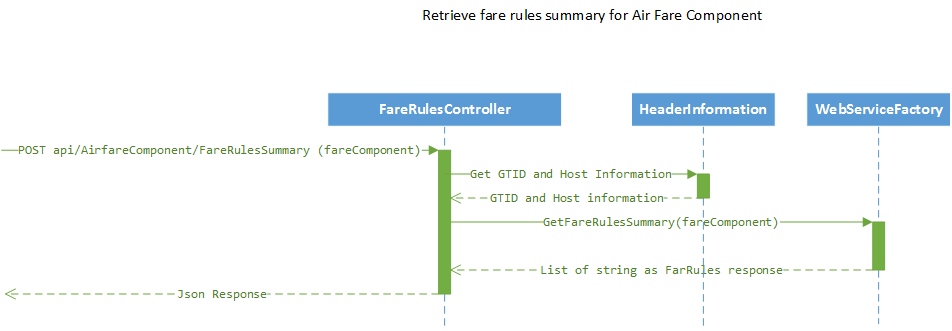 Retrieve fare rules summary for Air Fare Component
FareRulesController
HeaderInformation
WebServiceFactory
POST api/AirfareComponent/FareRulesSummary (fareComponent)
Get GTID and Host Information
GTID and Host information
GetFareRulesSummary(fareComponent)
List of string as FarRules response
Json Response